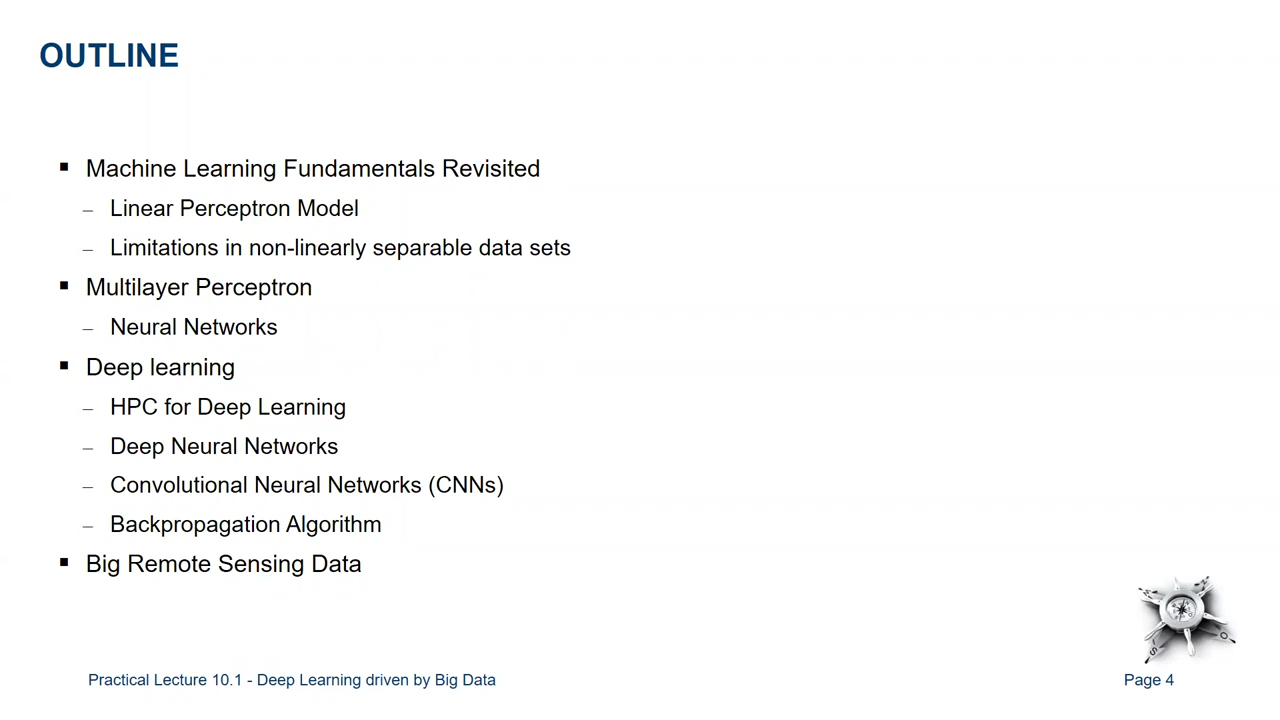 OUTLINE
▪ Machine Learning Fundamentals Revisited
– Linear Perceptron Model
– Limitations in non-linearly separable data sets
▪ Multilayer Perceptron
– Neural Networks
▪ Deep learning
– HPC for Deep Learning
– Deep Neural Networks
– Convolutional Neural Networks (CNNs)
– Backpropagation Algorithm
▪ Big Remote Sensing Data
Practical Lecture 10.1 - Deep Learning driven by Big Data
Page 4